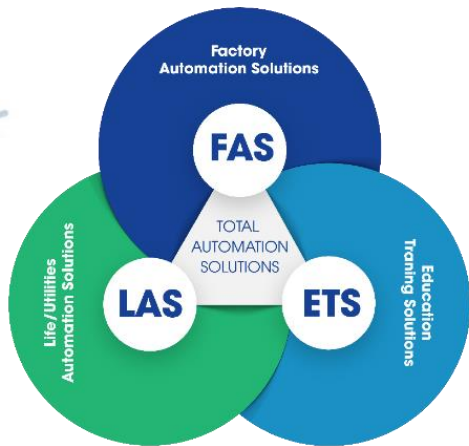 Factory
Automation Solutions
FAS
TOTAL
AUTOMATION
SOLUTIONS
Life/Utilities
Automation Solutions
LAS
ETS
Education
Traning Solutions